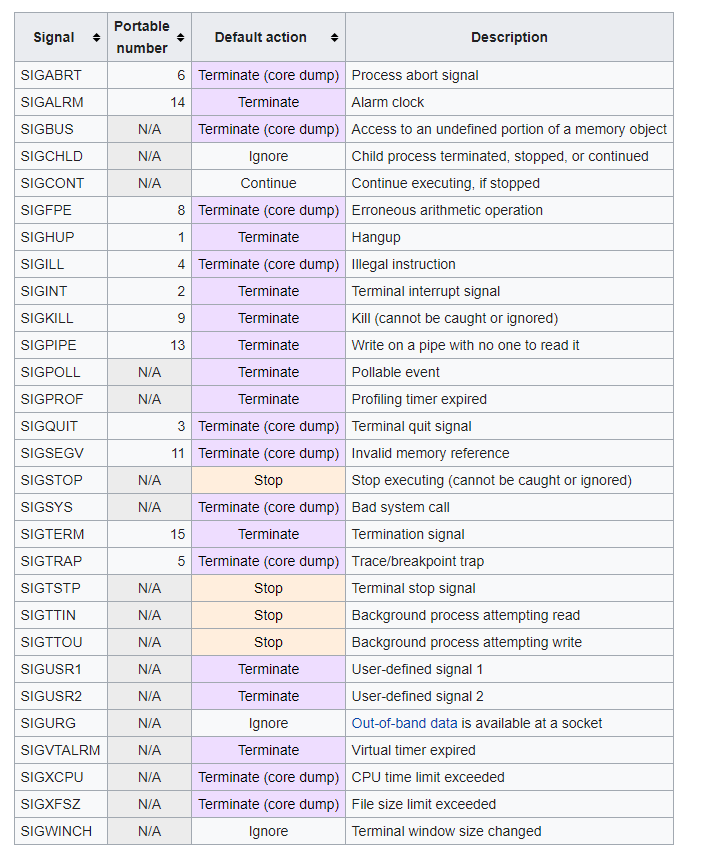 Signal Portable number Default action Description
SIGABRT 6 Terminate (core dump) Process abort signal
SIGALRM 14 Terminate Alarm clock
SIGBUS N/A Terminate (core dump) Access to an undefined portion of a memory object
SIGCHLD N/A Ignore Child process terminated, stopped, or continued
SIGCONT N/A Continue Continue executing, if stopped
SIGFPE 8 Terminate (core dump) Erroneous arithmetic operation
SIGHUP 1 Terminate Hangup
SIGILL 4 Terminate (core dump) Illegal instruction
SIGINT 2 Terminate Terminal interrupt signal
SIGKILL 9 Terminate Kill (cannot be caught or ignored)
SIGPIPE 13 Terminate Write on a pipe with no one to read it
SIGPOLL N/A Terminate Pollable event
SIGPROF N/A Terminate Profiling timer expired
SIGQUIT 3 Terminate (core dump) Terminal quit signal
SIGSEGV 11 Terminate (core dump) Invalid memory reference
SIGSTOP N/A Stop Stop executing (cannot be caught or ignored)
SIGSYS N/A Terminate (core dump) Bad system call
SIGTERM 15 Terminate Termination signal
SIGTRAP 5 Terminate (core dump) Trace/breakpoint trap
SIGTSTP N/A Stop Terminal stop signal
SIGTTIN N/A Stop Background process attempting read
SIGTTOU N/A Stop Background process attempting write
SIGUSR1 N/A Terminate User-defined signal 1
SIGUSR2 N/A Terminate User-defined signal 2
SIGURG N/A Ignore Out-of-band data is available at a socket
SIGVTALRM N/A Terminate Virtual timer expired
SIGXCPU N/A Terminate (core dump) CPU time limit exceeded
SIGXFSZ N/A Terminate (core dump) File size limit exceeded
SIGWINCH N/A Ignore Terminal window size changed